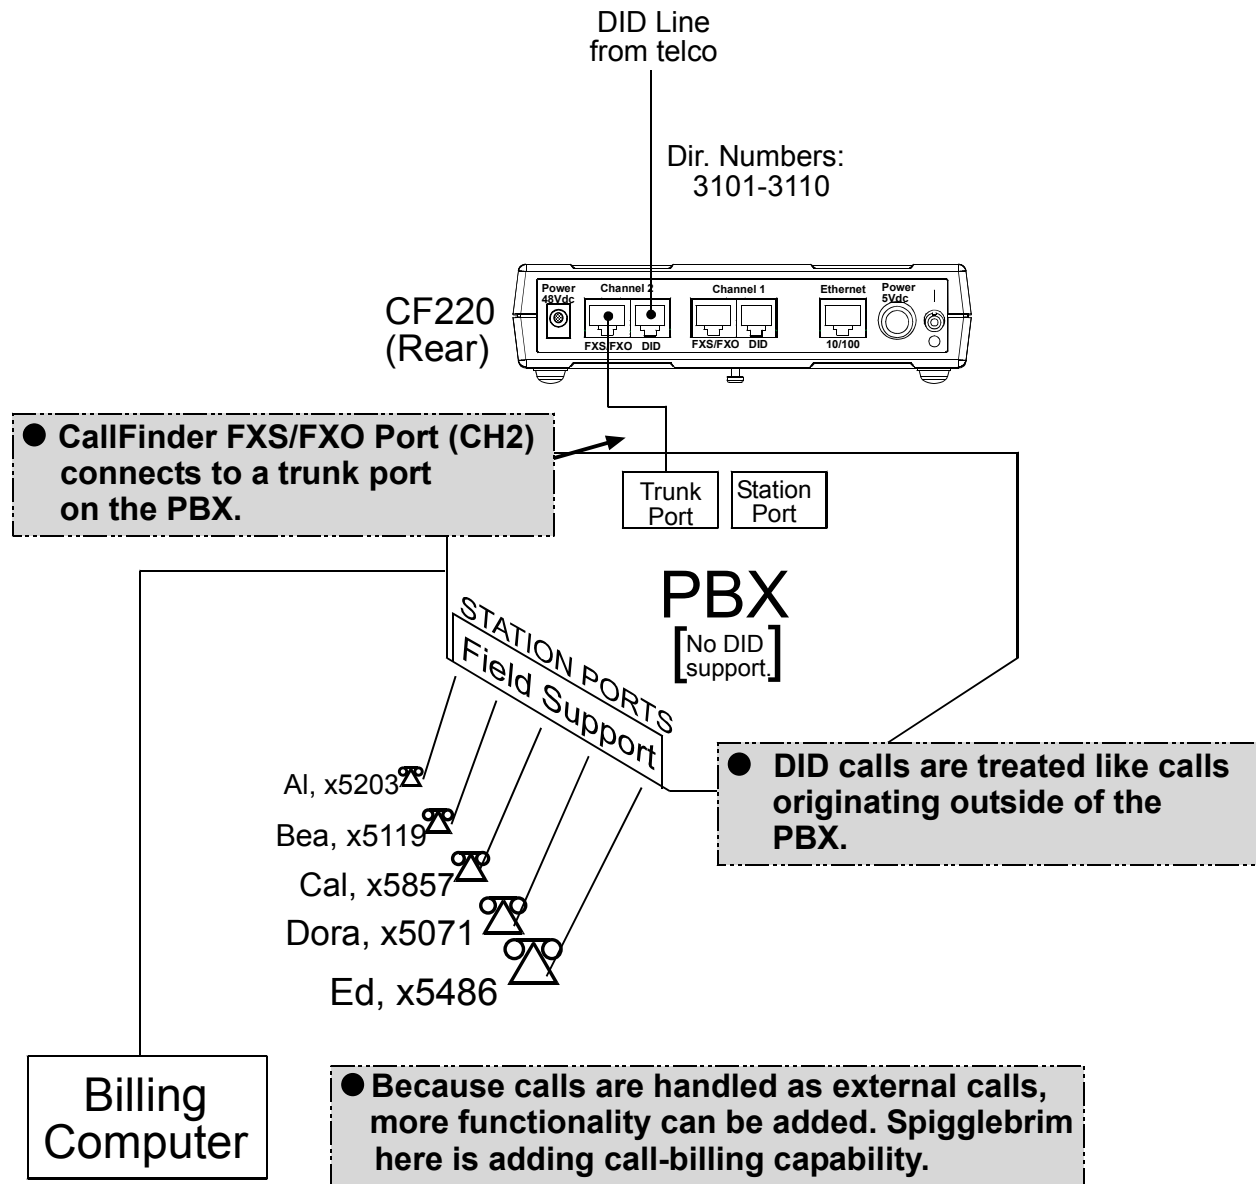 DID Line
from telco
Dir. Numbers:
3101-3110
CF220
(Rear)
Power
48Vdc
Channel 2
FXS/FXO DID
Channel 1
FXS/FXO DID
Ethernet
10/100
Power
5Vdc
● CallFinder FXS/FXO Port (CH2)
connects to a trunk port
on the PBX.
Trunk
Port
Station
Port
PBX
[No DID
support.]
STATION PORTS
Field Support
● DID calls are treated like calls
originating outside of the
PBX.
Al, x5203
Bea, x5119
Cal, x5857
Dora, x5071
Ed, x5486
Billing
Computer
● Because calls are handled as external calls,
more functionality can be added. Spigglebrim
here is adding call-billing capability.